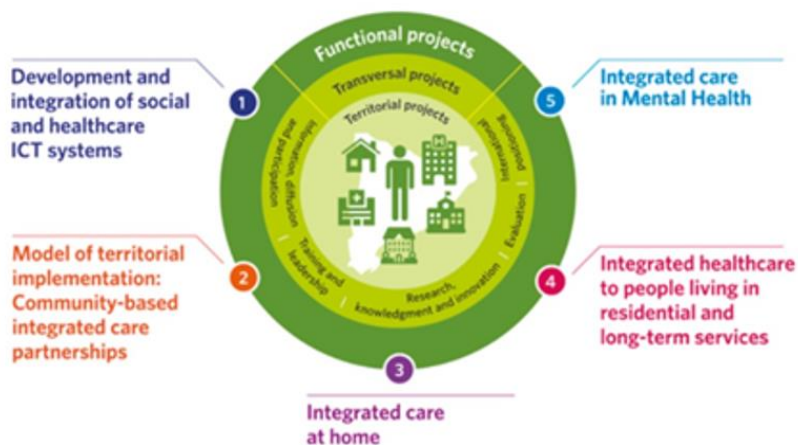 Functional projects
Transversal projects
Territorial projects
Information, diffusion
and participation
International
positioning
Evaluation
Training and
leadership
Research,
knowledgment and innovation
H
1
Development and
integration of social
and healthcare
ICT systems
2
Model of territorial
implementation:
Community-based
integrated care
partnerships
3
Integrated care
at home
4
Integrated healthcare
to people living in
residential and
long-term services
5
Integrated care
in Mental Health